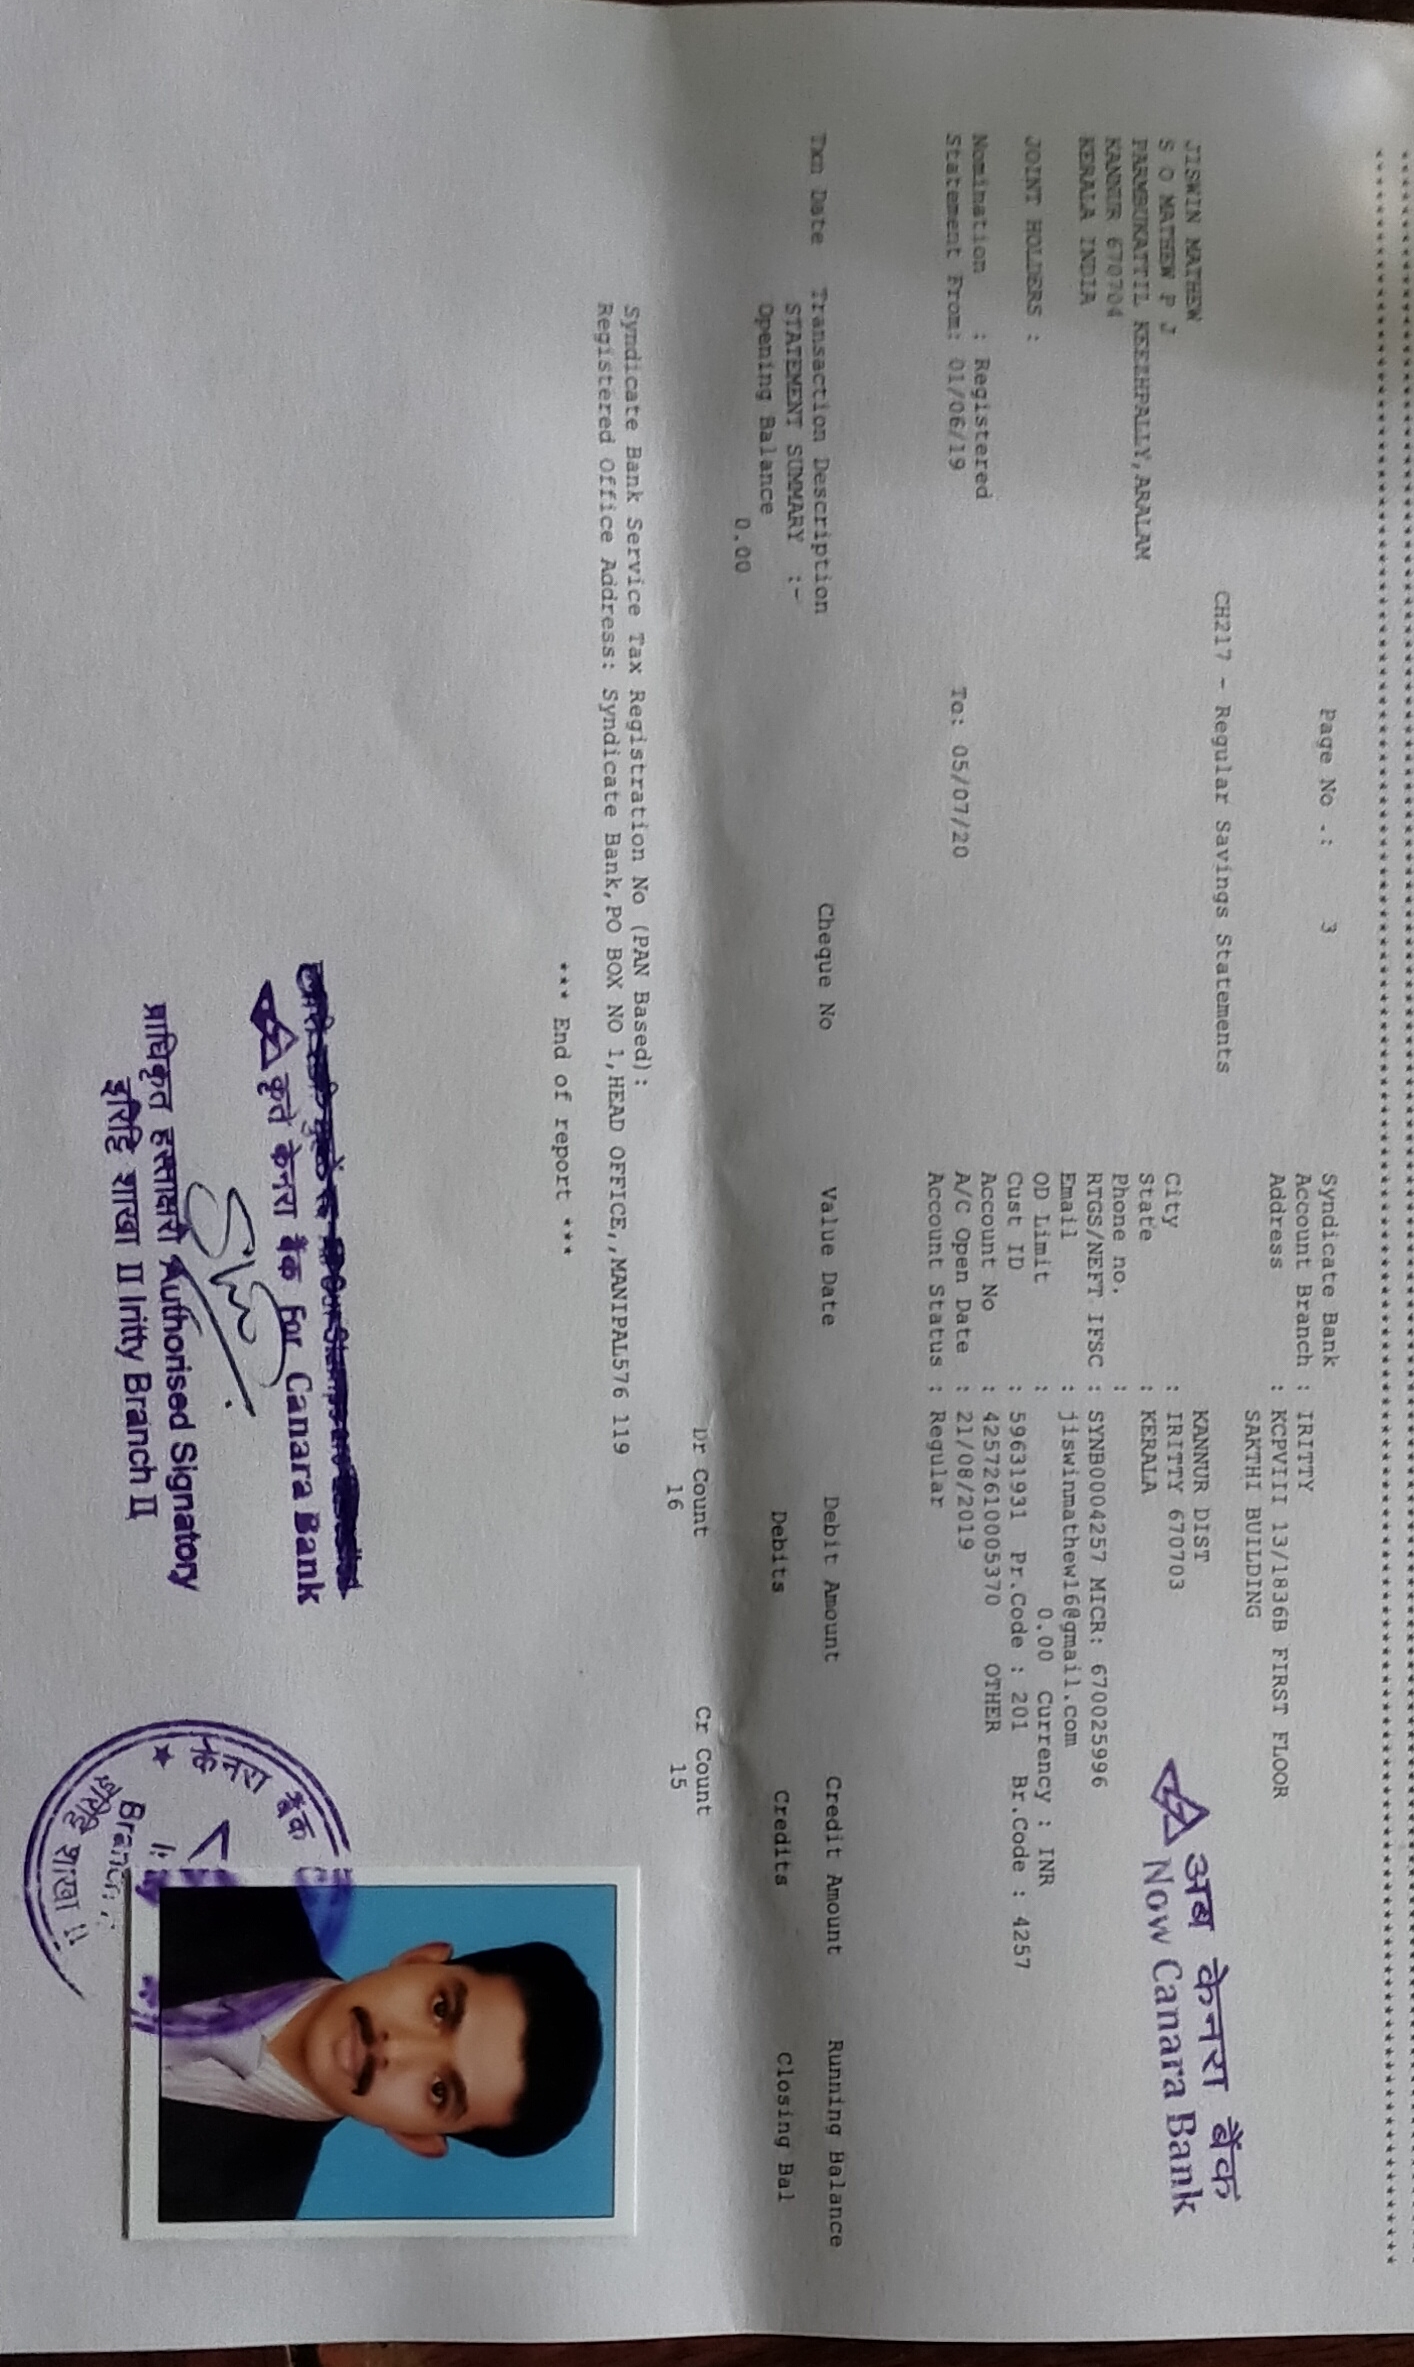 Page No .: 3
Syndicate Bank
Account Branch : IRITTY
Address : KCPVIII 13/1836B FIRST FLOOR
SAKTHI BUILDING
CH217 - Regular Savings Statements
अब केनरा बैंक
Now Canara Bank
JISWIN MATHEW
S O MATHEW P J
PARMBUKATTIL KEEZHPALLY,ARALAM
KANNUR 670704
KERALA INDIA
KANNUR DIST
City : IRITTY 670703
State : KERALA
Phone no. :
RTGS/NEFT IFSC : SYNB0004257 MICR: 670025996
Email : jiswinmathew16@gmail.com
JOINT HOLDERS :
OD Limit : 0.00 Currency : INR
Cust ID : 59631931 Pr.Code : 201 Br.Code : 4257
Nomination : Registered
Account No : 42572610005370 OTHER
Statement From: 01/06/19 To: 05/07/20
A/C Open Date : 21/08/2019
Account Status : Regular
Txn Date Transaction Description Cheque No Value Date Debit Amount Credit Amount Running Balance
STATEMENT SUMMARY :-
Opening Balance Debits Credits Closing Bal
0.00
Dr Count Cr Count
16 15
Syndicate Bank Service Tax Registration No (PAN Based):
Registered Office Address: Syndicate Bank,PO BOX NO 1,HEAD OFFICE,,MANIPAL576 119
*** End of report ***
कृते केनरा बैंक For Canara Bank
प्राधिकृत हस्ताक्षरी Authorised Signatory
इरिट्टि शाखा II Iritty Branch II
केनरा बैंक
इरिट्टि शाखा II